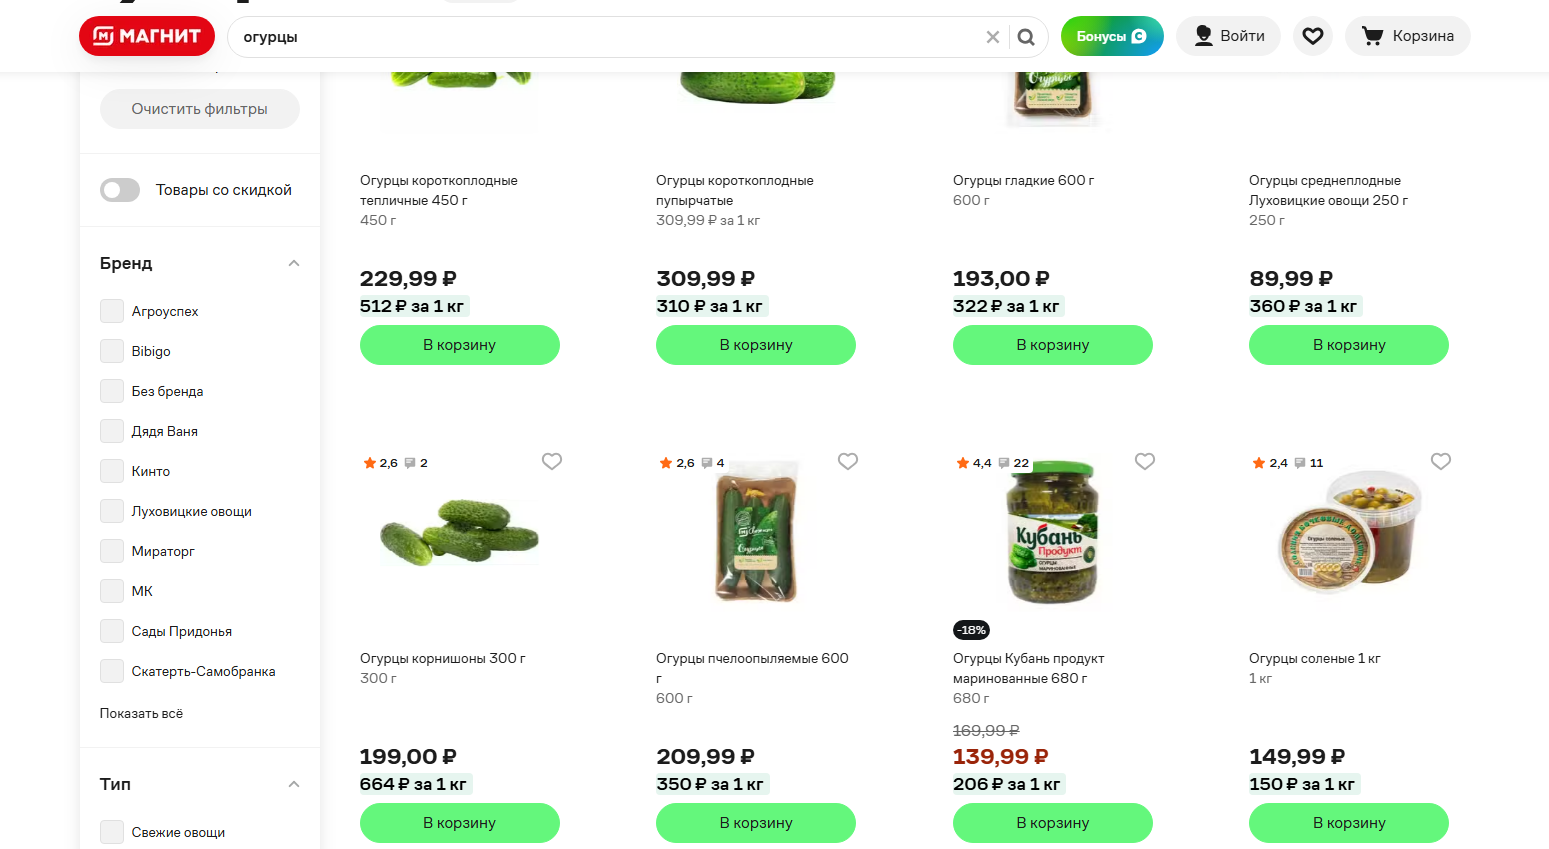 МАГНИТ
огурцы
Бонусы
Войти
Корзина
Очистить фильтры
Товары со скидкой
Бренд
Агроуспех
Bibigo
Без бренда
Дядя Ваня
Кинто
Луховицкие овощи
Мираторг
МК
Сады Придонья
Скатерть-Самобранка
Показать всё
Тип
Свежие овощи
Огурцы
Огурцы короткоплодные
тепличные 450 г
450 г
229,99 ₽
512 ₽ за 1 кг
В корзину
Огурцы короткоплодные
пупырчатые
309,99 ₽ за 1 кг
309,99 ₽
310 ₽ за 1 кг
В корзину
Огурцы гладкие 600 г
600 г
193,00 ₽
322 ₽ за 1 кг
В корзину
Огурцы среднеплодные
Луховицкие овощи 250 г
250 г
89,99 ₽
360 ₽ за 1 кг
В корзину
2,6 2
Огурцы корнишоны 300 г
300 г
199,00 ₽
664 ₽ за 1 кг
В корзину
2,6 4
Огурцы
Огурцы пчелоопыляемые 600
г
600 г
209,99 ₽
350 ₽ за 1 кг
В корзину
4,4 22
Кубань
Продукт
ОГУРЦЫ
МАРИНОВАННЫЕ
-18%
Огурцы Кубань продукт
маринованные 680 г
680 г
169,99 ₽
139,99 ₽
206 ₽ за 1 кг
В корзину
2,4 11
Огурцы соленые
Огурцы соленые 1 кг
1 кг
149,99 ₽
150 ₽ за 1 кг
В корзину